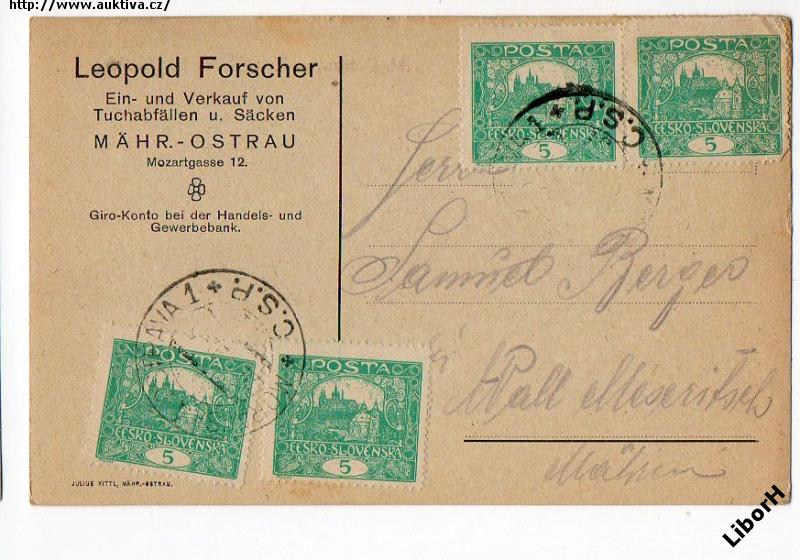 http://www.auktiva.cz/
Leopold Forscher
Ein- und Verkauf von
Tuchabfällen u. Säcken
MÄHR.-OSTRAU
Mozartgasse 12.
Giro-Konto bei der Handels- und
Gewerbebank.
POSTA
ČESKO-SLOVENSKÁ
5
POSTA
ČESKO-SLOVENSKÁ
5
* C.S.P.
Herrn
Samuel Berger
Wall Meseritsch
Mähren
1 * C.S.P. * MOR
POSTA
ČESKO-SLOVENSKÁ
5
POSTA
ČESKO-SLOVENSKÁ
5
JULIUS KITTL, MÄHR.-OSTRAU.
LiborH